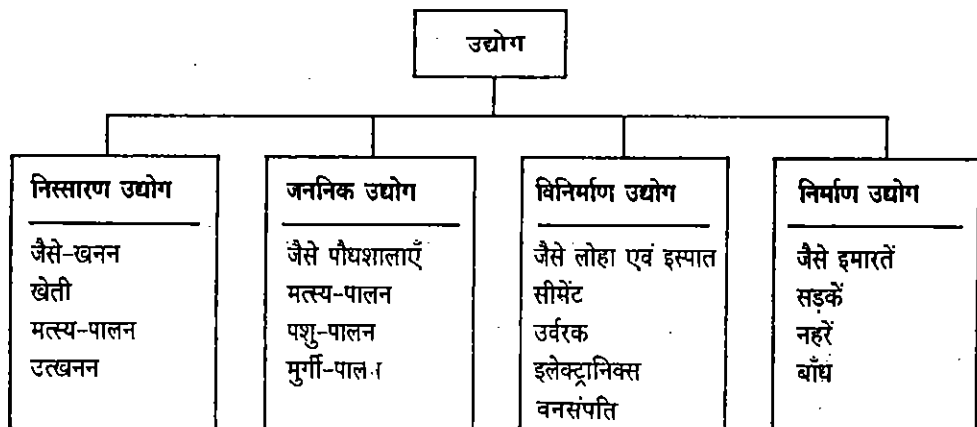 उद्योग
निस्सारण उद्योग
जैसे-खनन
खेती
मत्स्य-पालन
उत्खनन
जननिक उद्योग
जैसे पौधशालाएँ
मत्स्य-पालन
पशु-पालन
मुर्गी-पालन
विनिर्माण उद्योग
जैसे लोहा एवं इस्पात
सीमेंट
उर्वरक
इलेक्ट्रानिक्स
वनसंपति
निर्माण उद्योग
जैसे इमारतें
सड़कें
नहरें
बाँध